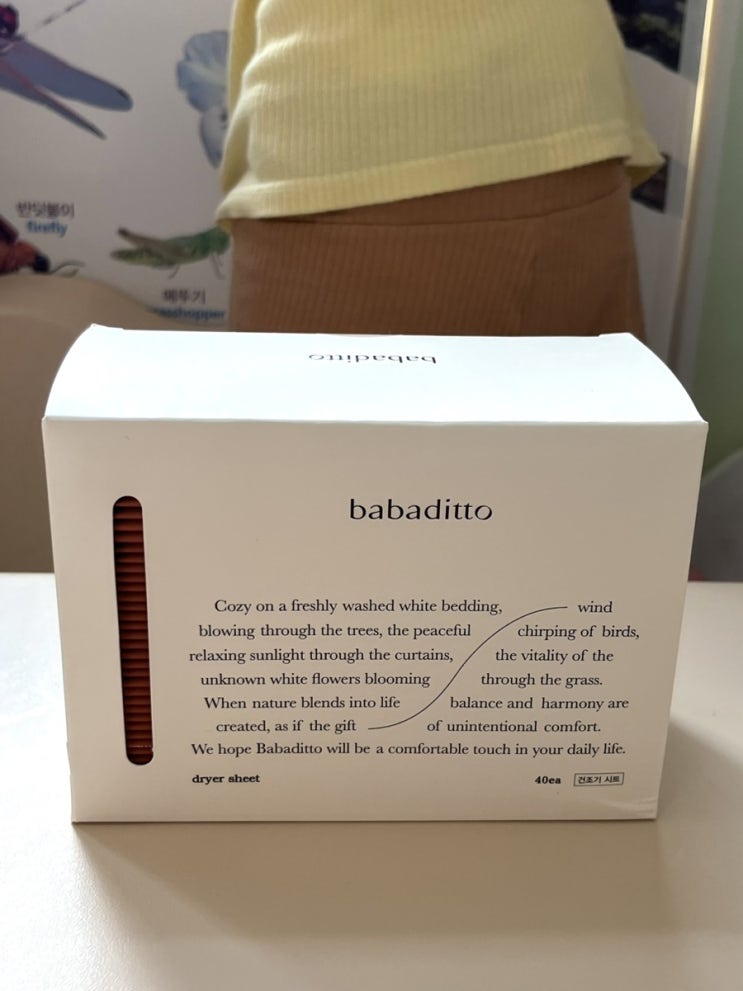 반딧불이
firefly
메뚜기
grasshopper
babaditto
babaditto
Cozy on a freshly washed white bedding, wind
blowing through the trees, the peaceful chirping of birds,
relaxing sunlight through the curtains, the vitality of the
unknown white flowers blooming through the grass.
When nature blends into life balance and harmony are
created, as if the gift of unintentional comfort.
We hope Babaditto will be a comfortable touch in your daily life.
dryer sheet 40ea 건조기 시트